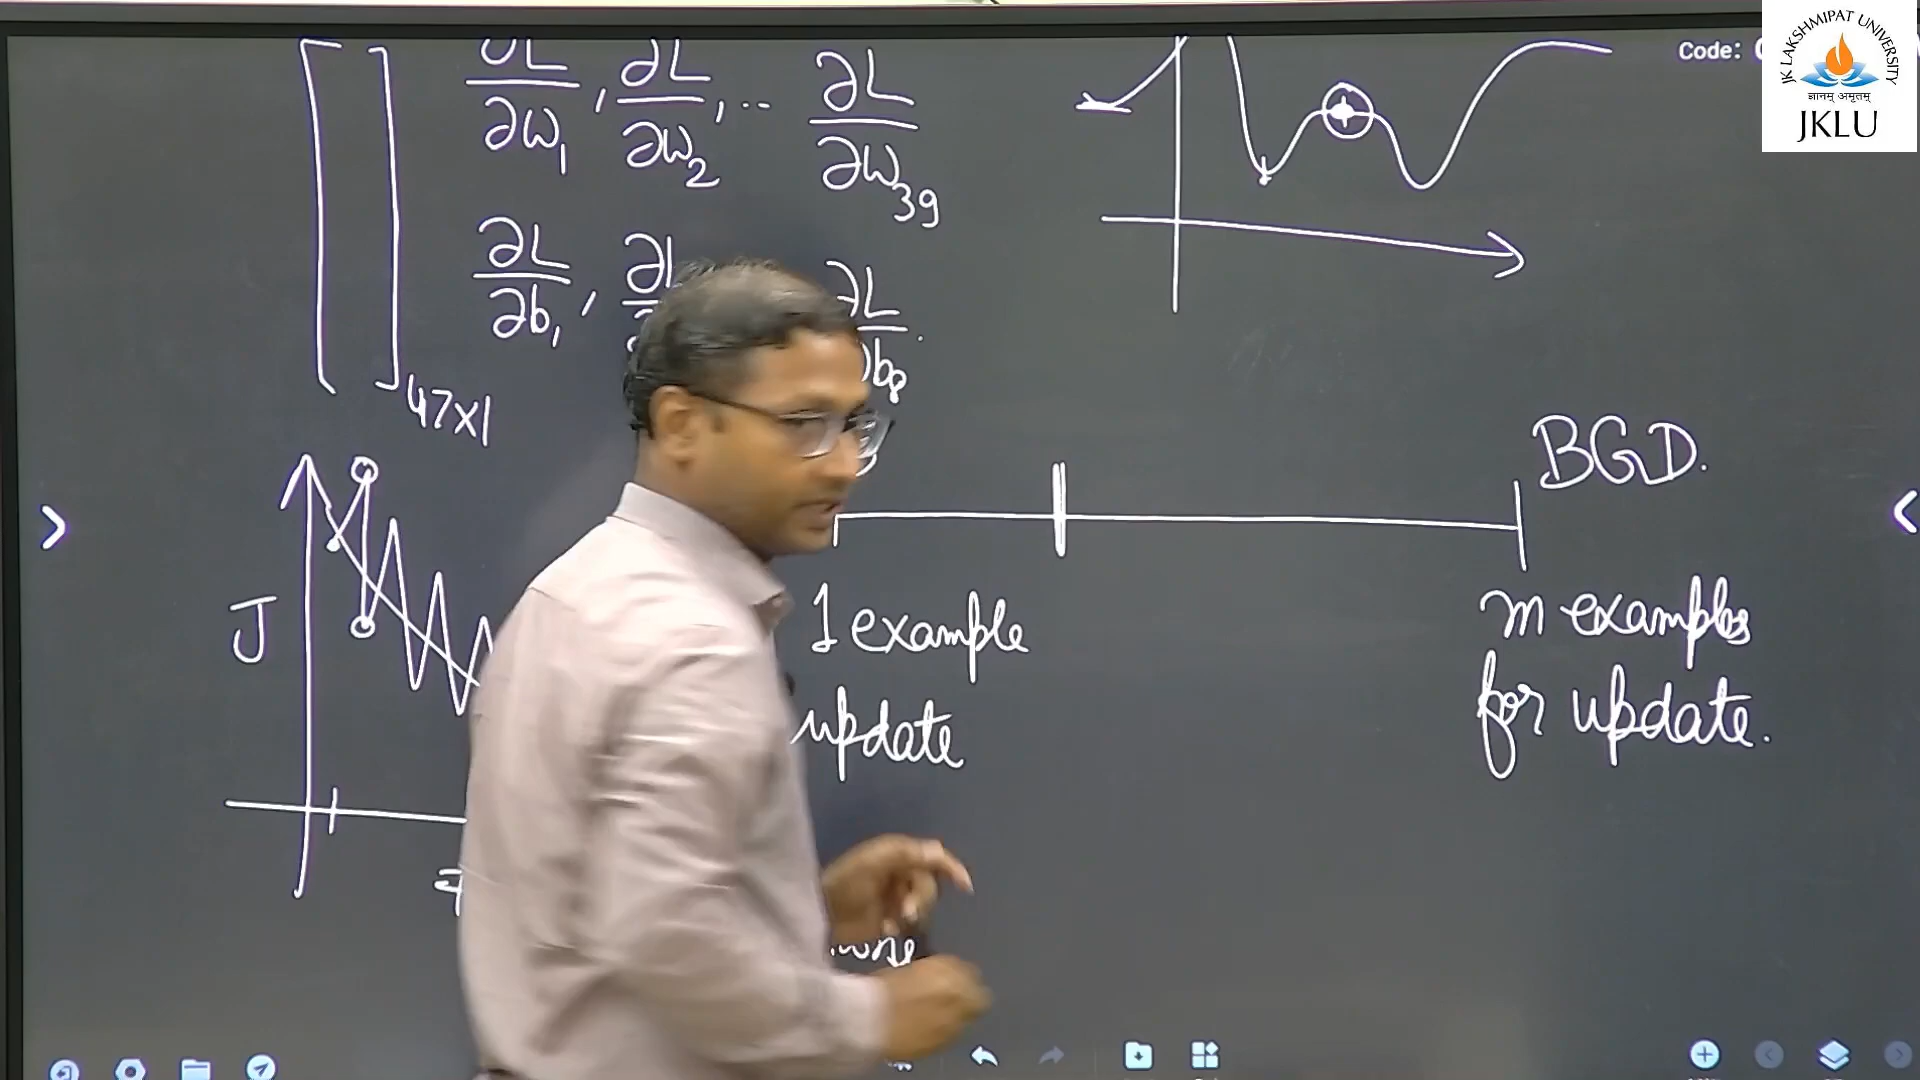 ∂L/∂w₁ , ∂L/∂w₂ , .. ∂L/∂w₃₉
∂L/∂b₁ ,
47x1
Code:
JK LAKSHMIPAT UNIVERSITY
ज्ञानम् अमृतम्
JKLU
BGD.
J
1 example
update
m examples
for update.